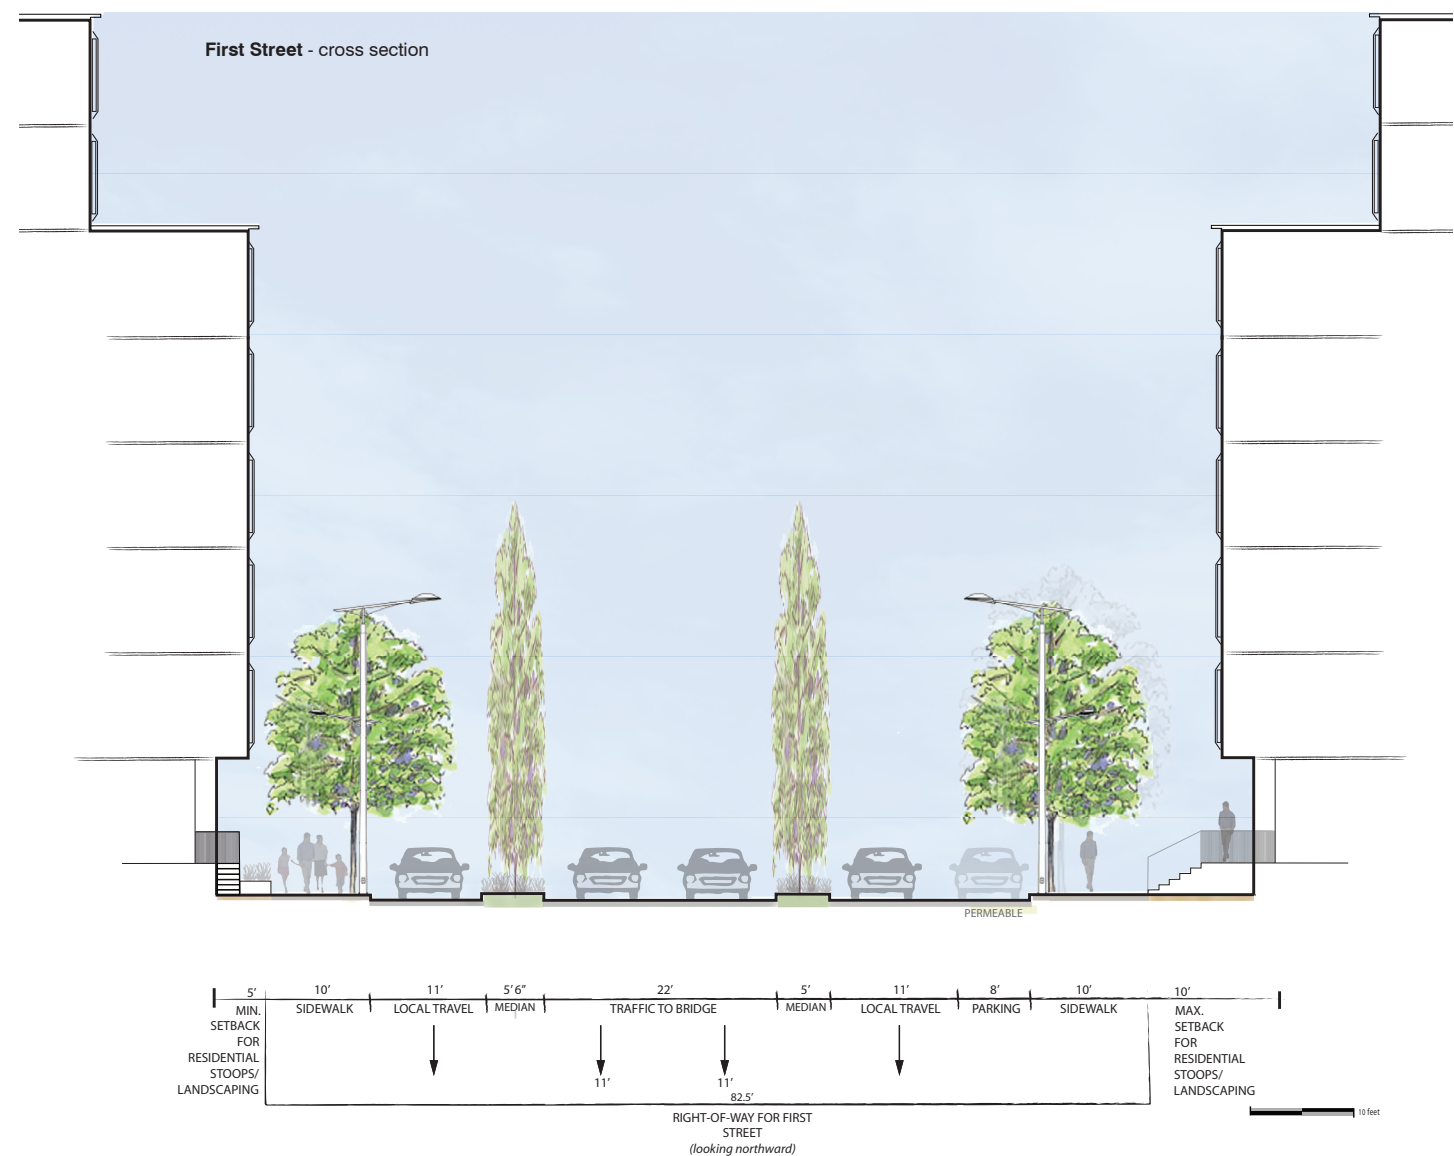 First Street - cross section
PERMEABLE
5’
10’
11’
5’ 6”
22’
5’
11’
8’
10’
10’
MIN.
SETBACK
FOR
RESIDENTIAL
STOOPS/
LANDSCAPING
SIDEWALK
LOCAL TRAVEL
MEDIAN
TRAFFIC TO BRIDGE
MEDIAN
LOCAL TRAVEL
PARKING
SIDEWALK
MAX.
SETBACK
FOR
RESIDENTIAL
STOOPS/
LANDSCAPING
11’
11’
82.5’
RIGHT-OF-WAY FOR FIRST
STREET
(looking northward)
10 feet